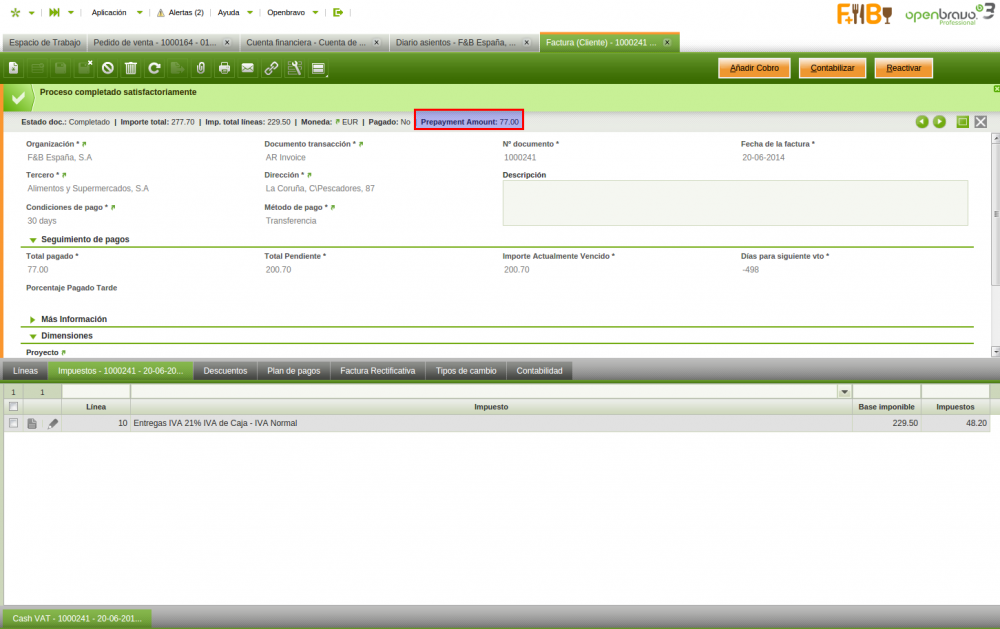 Aplicación Alertas (2) Ayuda Openbravo
F&B
openbravo 3
Professional
Espacio de Trabajo Pedido de venta - 1000164 - 01... x Cuenta financiera - Cuenta de ... x Diario asientos - F&B España, ... x Factura (Cliente) - 1000241 ... x
Añadir Cobro Contabilizar Reactivar
Proceso completado satisfactoriamente
Estado doc.: Completado | Importe total: 277.70 | Imp. total líneas: 229.50 | Moneda: EUR | Pagado: No Prepayment Amount: 77.00
Organización * Documento transacción * Nº documento * Fecha de la factura *
F&B España, S.A AR Invoice 1000241 20-06-2014
Tercero * Dirección * Descripción
Alimentos y Supermercados, S.A La Coruña, C\Pescadores, 87
Condiciones de pago * Método de pago *
30 days Transferencia
Seguimiento de pagos
Total pagado * Total Pendiente * Importe Actualmente Vencido * Días para siguiente vto *
77.00 200.70 200.70 -498
Porcentaje Pagado Tarde
Más Información
Dimensiones
Proyecto
Líneas Impuestos - 1000241 - 20-06-20... Descuentos Plan de pagos Factura Rectificativa Tipos de cambio Contabilidad
1 1
Línea Impuesto Base imponible Impuestos
10 Entregas IVA 21% IVA de Caja - IVA Normal 229.50 48.20
Cash VAT - 1000241 - 20-06-201...